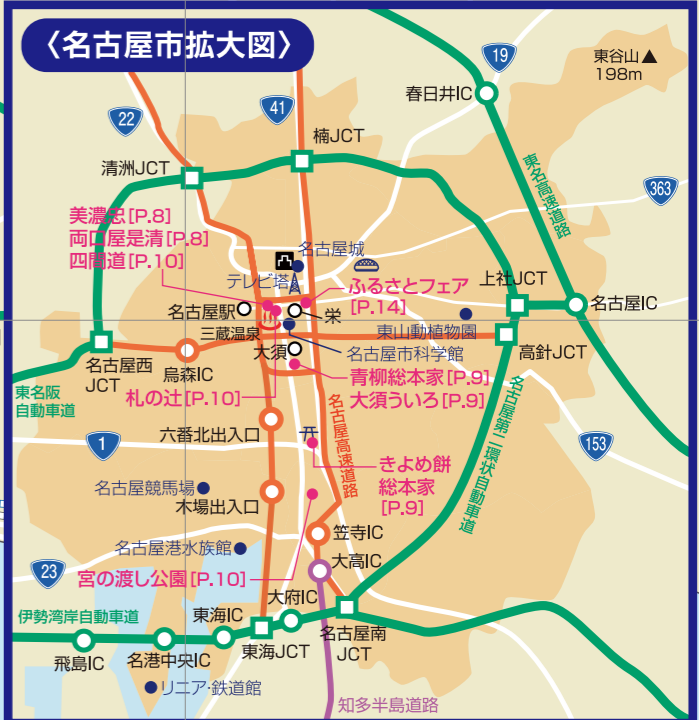 〈名古屋市拡大図〉
19
東谷山
198m
春日井IC
41
22
楠JCT
清洲JCT
東名高速道路
363
美濃忠[P.8]
両口屋是清[P.8]
四間道[P.10]
名古屋城
テレビ塔
ふるさとフェア
[P.14]
上社JCT
名古屋IC
名古屋駅
栄
三蔵温泉
東山動植物園
大須
名古屋市科学館
高針JCT
名古屋西
JCT
烏森IC
青柳総本家[P.9]
大須ういろ[P.9]
東名阪
自動車道
札の辻[P.10]
名古屋高速道路
名古屋第二環状自動車道
六番北出入口
1
153
きよめ餅
総本家
[P.9]
名古屋競馬場
木場出入口
笠寺IC
名古屋港水族館
大高IC
23
宮の渡し公園[P.10]
大府IC
伊勢湾岸自動車道
東海IC
名古屋南
JCT
飛島IC
名港中央IC
東海JCT
リニア・鉄道館
知多半島道路